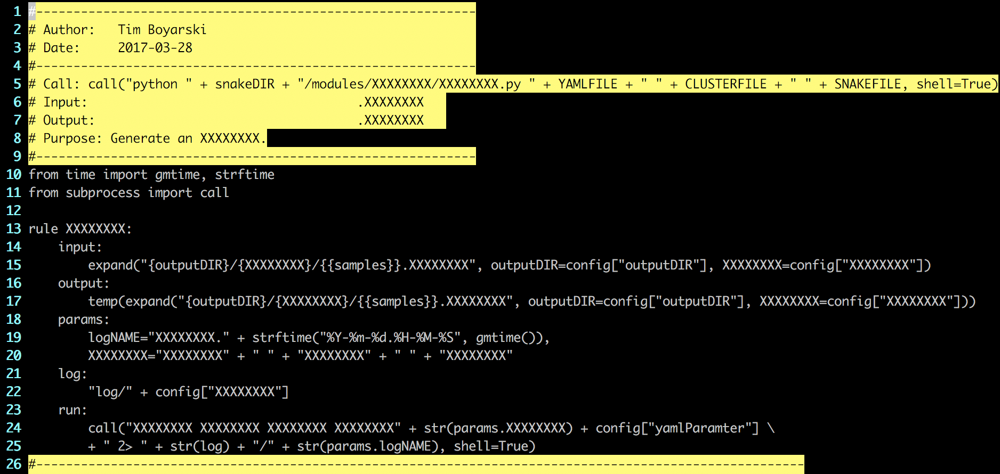 1 #-----------------------------------------------------------
2 # Author:   Tim Boyarski
3 # Date:     2017-03-28
4 #-----------------------------------------------------------
5 # Call: call("python " + snakeDIR + "/modules/XXXXXXXX/XXXXXXXX.py " + YAMLFILE + " " + CLUSTERFILE + " " + SNAKEFILE, shell=True)
6 # Input:                                    .XXXXXXXX
7 # Output:                                   .XXXXXXXX
8 # Purpose: Generate an XXXXXXXX.
9 #-----------------------------------------------------------
10 from time import gmtime, strftime
11 from subprocess import call
12
13 rule XXXXXXXX:
14     input:
15         expand("{outputDIR}/{XXXXXXXX}/{{samples}}.XXXXXXXX", outputDIR=config["outputDIR"], XXXXXXXX=config["XXXXXXXX"])
16     output:
17         temp(expand("{outputDIR}/{XXXXXXXX}/{{samples}}.XXXXXXXX", outputDIR=config["outputDIR"], XXXXXXXX=config["XXXXXXXX"]))
18     params:
19         logNAME="XXXXXXXX." + strftime("%Y-%m-%d.%H-%M-%S", gmtime()),
20         XXXXXXXX="XXXXXXXX" + " " + "XXXXXXXX" + " " + "XXXXXXXX"
21     log:
22         "log/" + config["XXXXXXXX"]
23     run:
24         call("XXXXXXXX XXXXXXXX XXXXXXXX XXXXXXXX" + str(params.XXXXXXXX) + config["yamlParamter"] \
25         + " 2> " + str(log) + "/" + str(params.logNAME), shell=True)
26 #-------------------------------------------------------------------------------------------------------